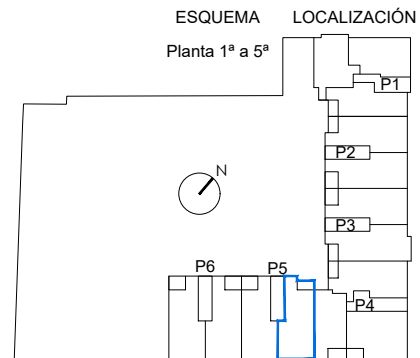 ESQUEMA LOCALIZACIÓN
Planta 1ª a 5ª
P1
P2
N
P3
P6 P5
P4